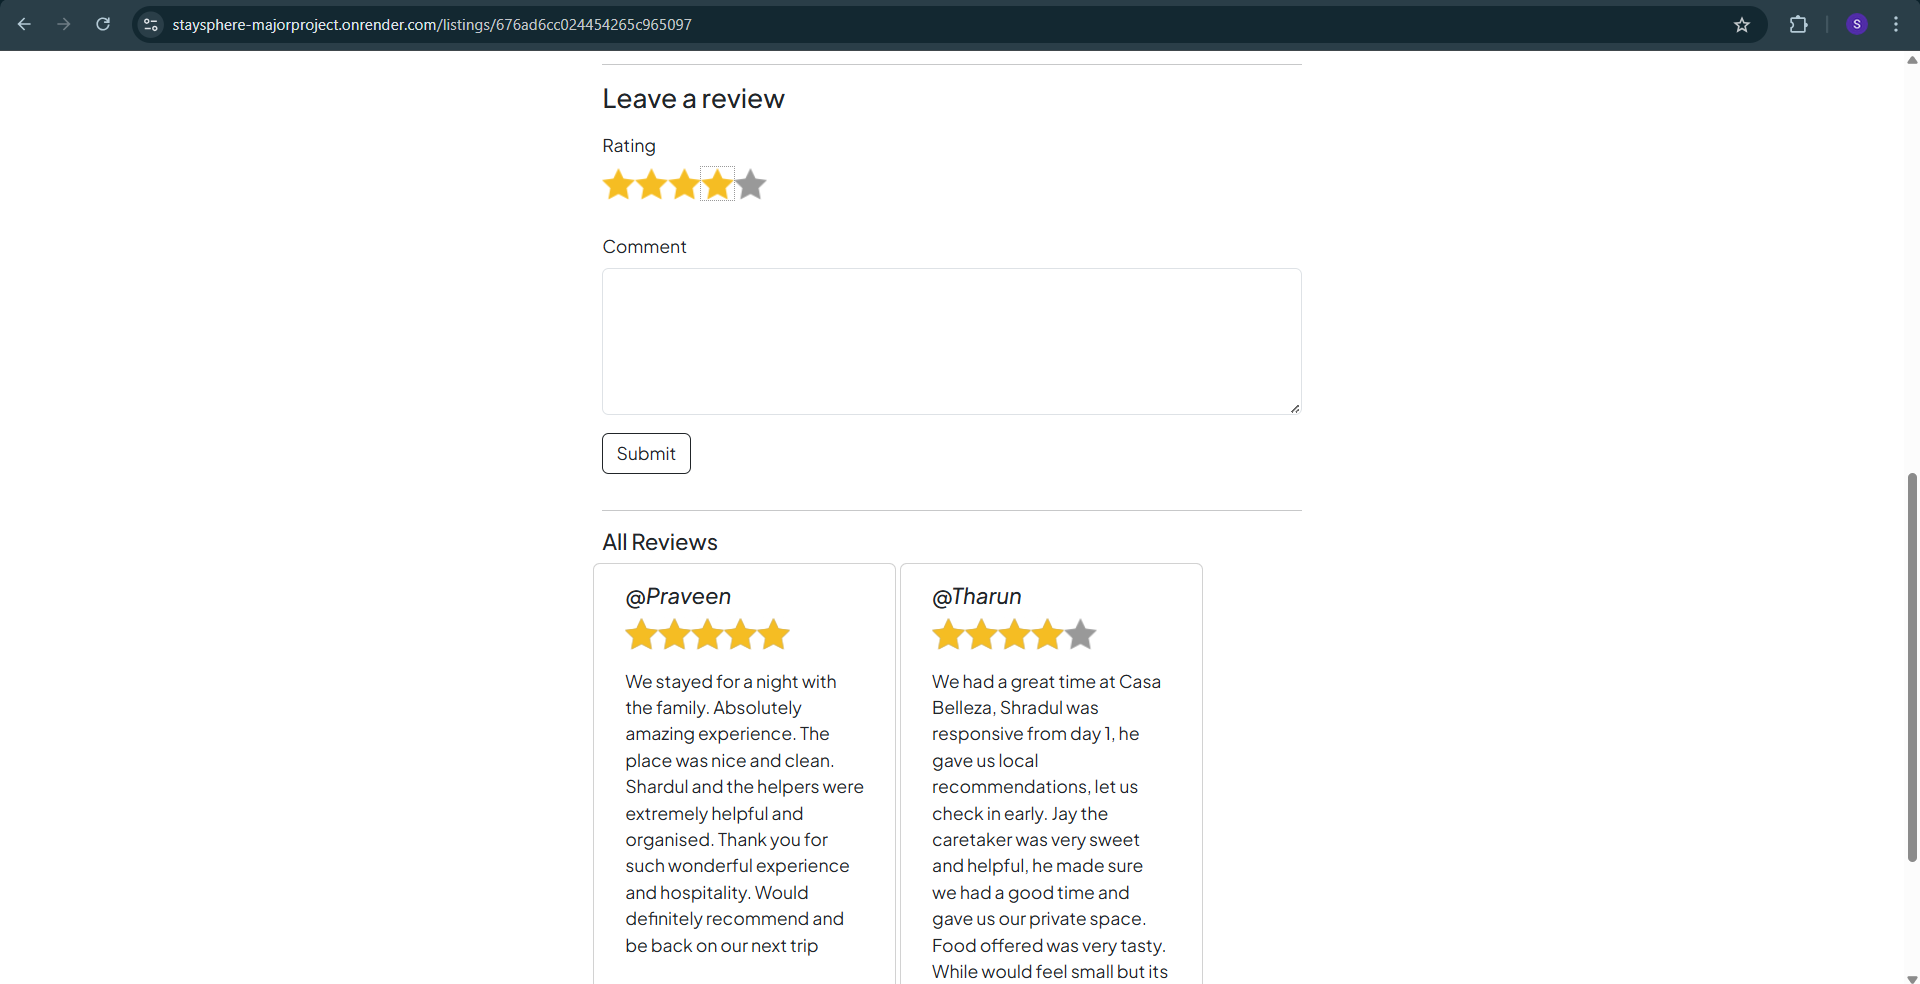 staysphere-majorproject.onrender.com/listings/676ad6cc024454265c965097
S
Leave a review
Rating
Comment
Submit
All Reviews
@Praveen
We stayed for a night with
the family. Absolutely
amazing experience. The
place was nice and clean.
Shardul and the helpers were
extremely helpful and
organised. Thank you for
such wonderful experience
and hospitality. Would
definitely recommend and
be back on our next trip
@Tharun
We had a great time at Casa
Belleza, Shradul was
responsive from day 1, he
gave us local
recommendations, let us
check in early. Jay the
caretaker was very sweet
and helpful, he made sure
we had a good time and
gave us our private space.
Food offered was very tasty.
While would feel small but its